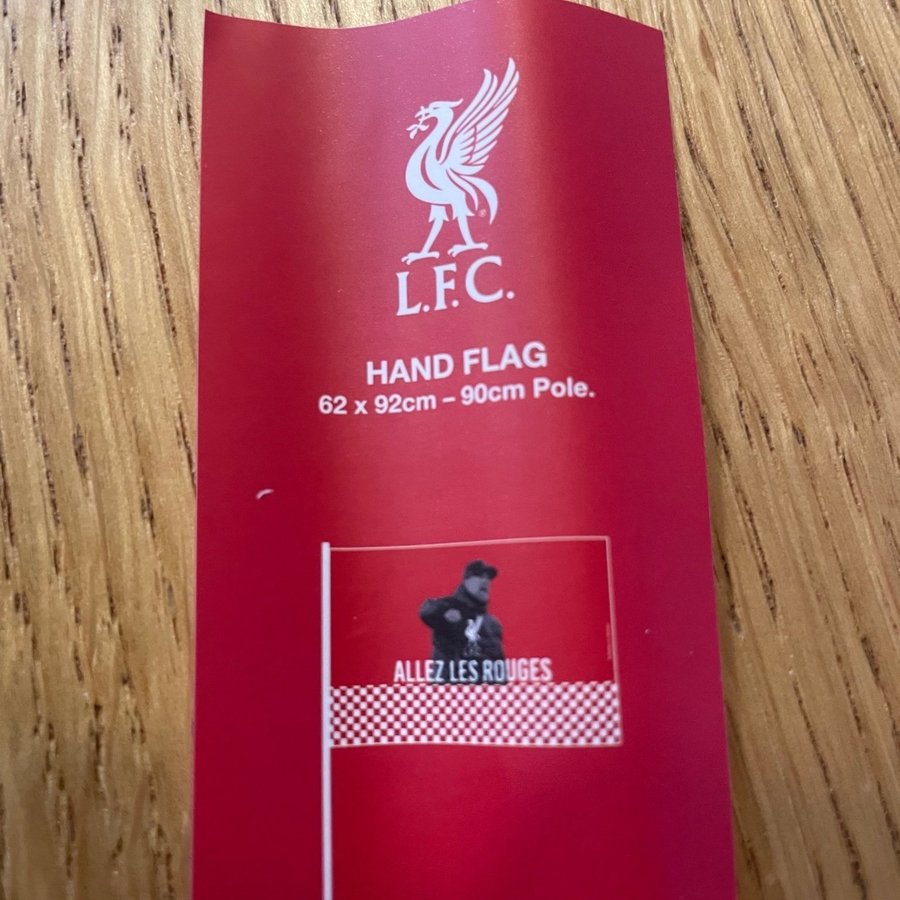 L.F.C.
HAND FLAG
62 x 92cm – 90cm Pole.
ALLEZ LES ROUGES